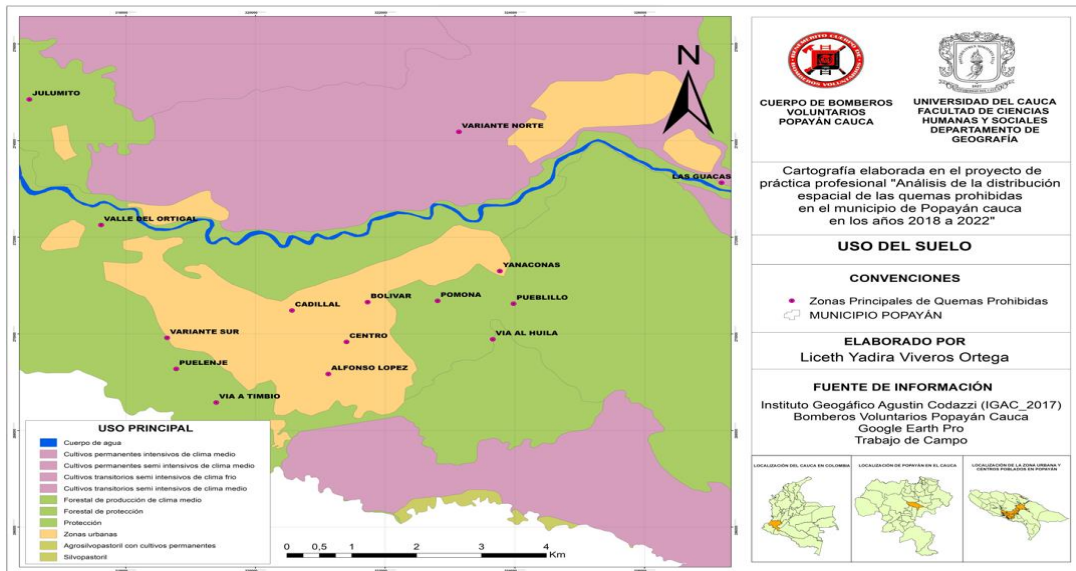 JULUMITO
VARIANTE NORTE
N
LAS GUACAS
VALLE DEL ORTIGAL
YANACONAS
CADILLAL
BOLIVAR
POMONA
PUEBLILLO
VARIANTE SUR
CENTRO
VIA AL HUILA
PUELENJE
ALFONSO LOPEZ
VIA A TIMBIO
USO PRINCIPAL
Cuerpo de agua
Cultivos permanentes intensivos de clima medio
Cultivos permanentes semi intensivos de clima medio
Cultivos transitorios semi intensivos de clima frio
Cultivos transitorios semi intensivos de clima medio
Forestal de producción de clima medio
Forestal de protección
Protección
Zonas urbanas
Agrosilvopastoril con cultivos permanentes
Silvopastoril
0 0,5 1 2 3 4
Km
BENEMERITO CUERPO DE
BOMBEROS VOLUNTARIOS
CUERPO DE BOMBEROS
VOLUNTARIOS
POPAYÁN CAUCA
UNIVERSIDAD DEL CAUCA
FACULTAD DE CIENCIAS
HUMANAS Y SOCIALES
DEPARTAMENTO DE
GEOGRAFÍA
Cartografía elaborada en el proyecto de
práctica profesional "Análisis de la distribución
espacial de las quemas prohibidas
en el municipio de Popayán cauca
en los años 2018 a 2022"
USO DEL SUELO
CONVENCIONES
Zonas Principales de Quemas Prohibidas
MUNICIPIO POPAYÁN
ELABORADO POR
Liceth Yadira Viveros Ortega
FUENTE DE INFORMACIÓN
Instituto Geogáfico Agustin Codazzi (IGAC_2017)
Bomberos Voluntarios Popayán Cauca
Google Earth Pro
Trabajo de Campo
LOCALIZACIÓN DEL CAUCA EN COLOMBIA
LOCALIZACIÓN DE POPAYÁN EN EL CAUCA
LOCALIZACIÓN DE LA ZONA URBANA Y
CENTROS POBLADOS EN POPAYÁN